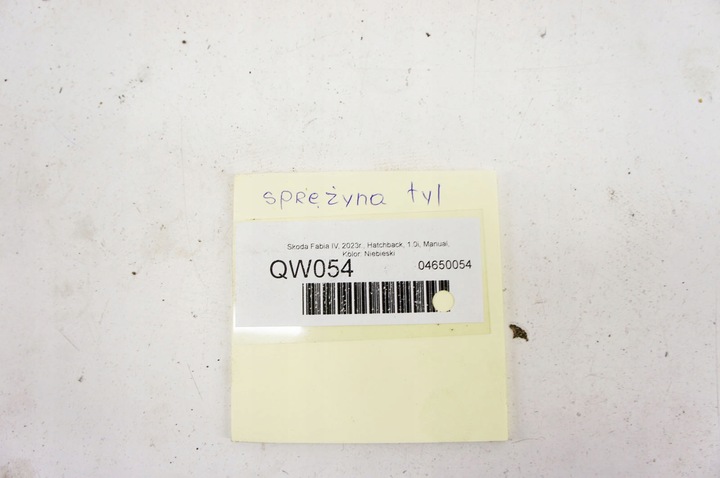 sprężyna tył
Skoda Fabia IV, 2023r., Hatchback, 1.0i, Manual,
Kolor: Niebieski
QW054
04650054